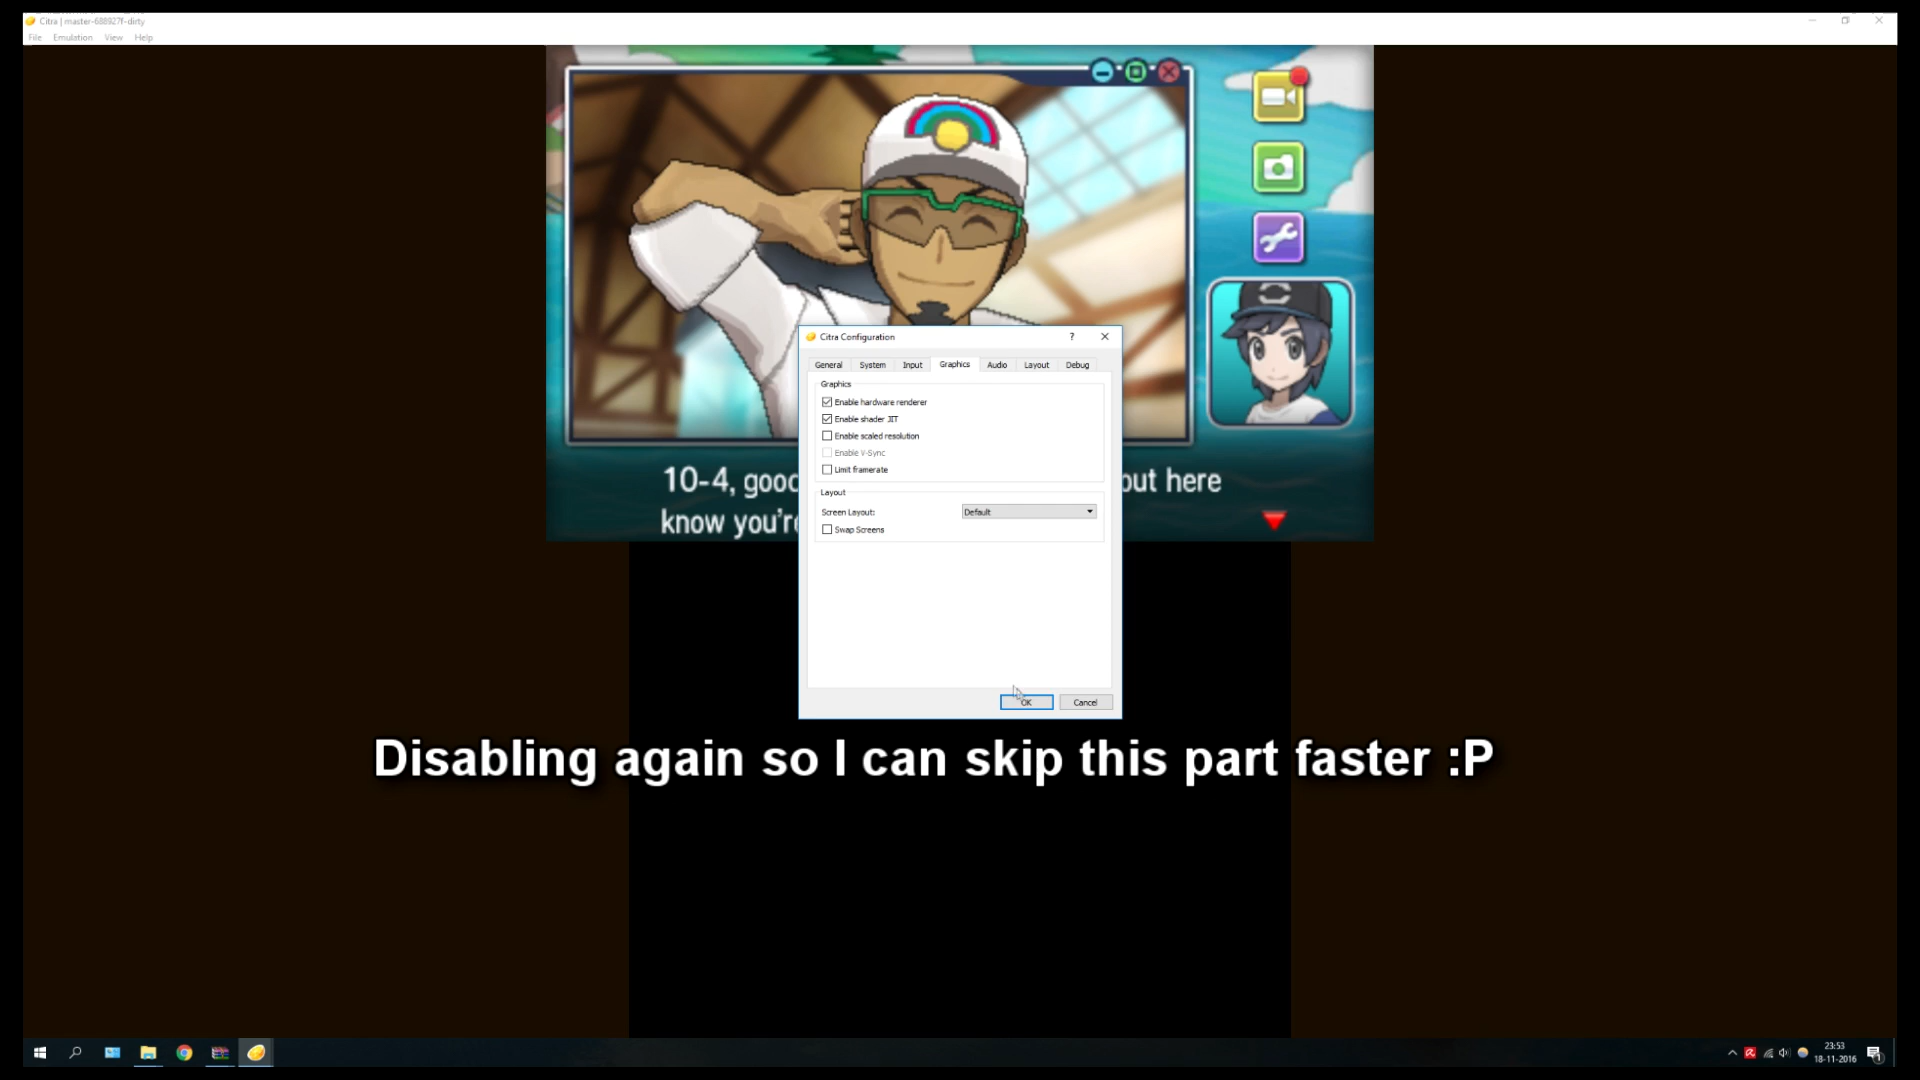 Citra | master-688927f-dirty
File Emulation View Help
10-4, good
out here
know you're
Citra Configuration
General System Input Graphics Audio Layout Debug
Graphics
Enable hardware renderer
Enable shader JIT
Enable scaled resolution
Enable V-Sync
Limit framerate
Layout
Screen Layout: Default
Swap Screens
OK Cancel
Disabling again so I can skip this part faster :P
23:53
18-11-2016